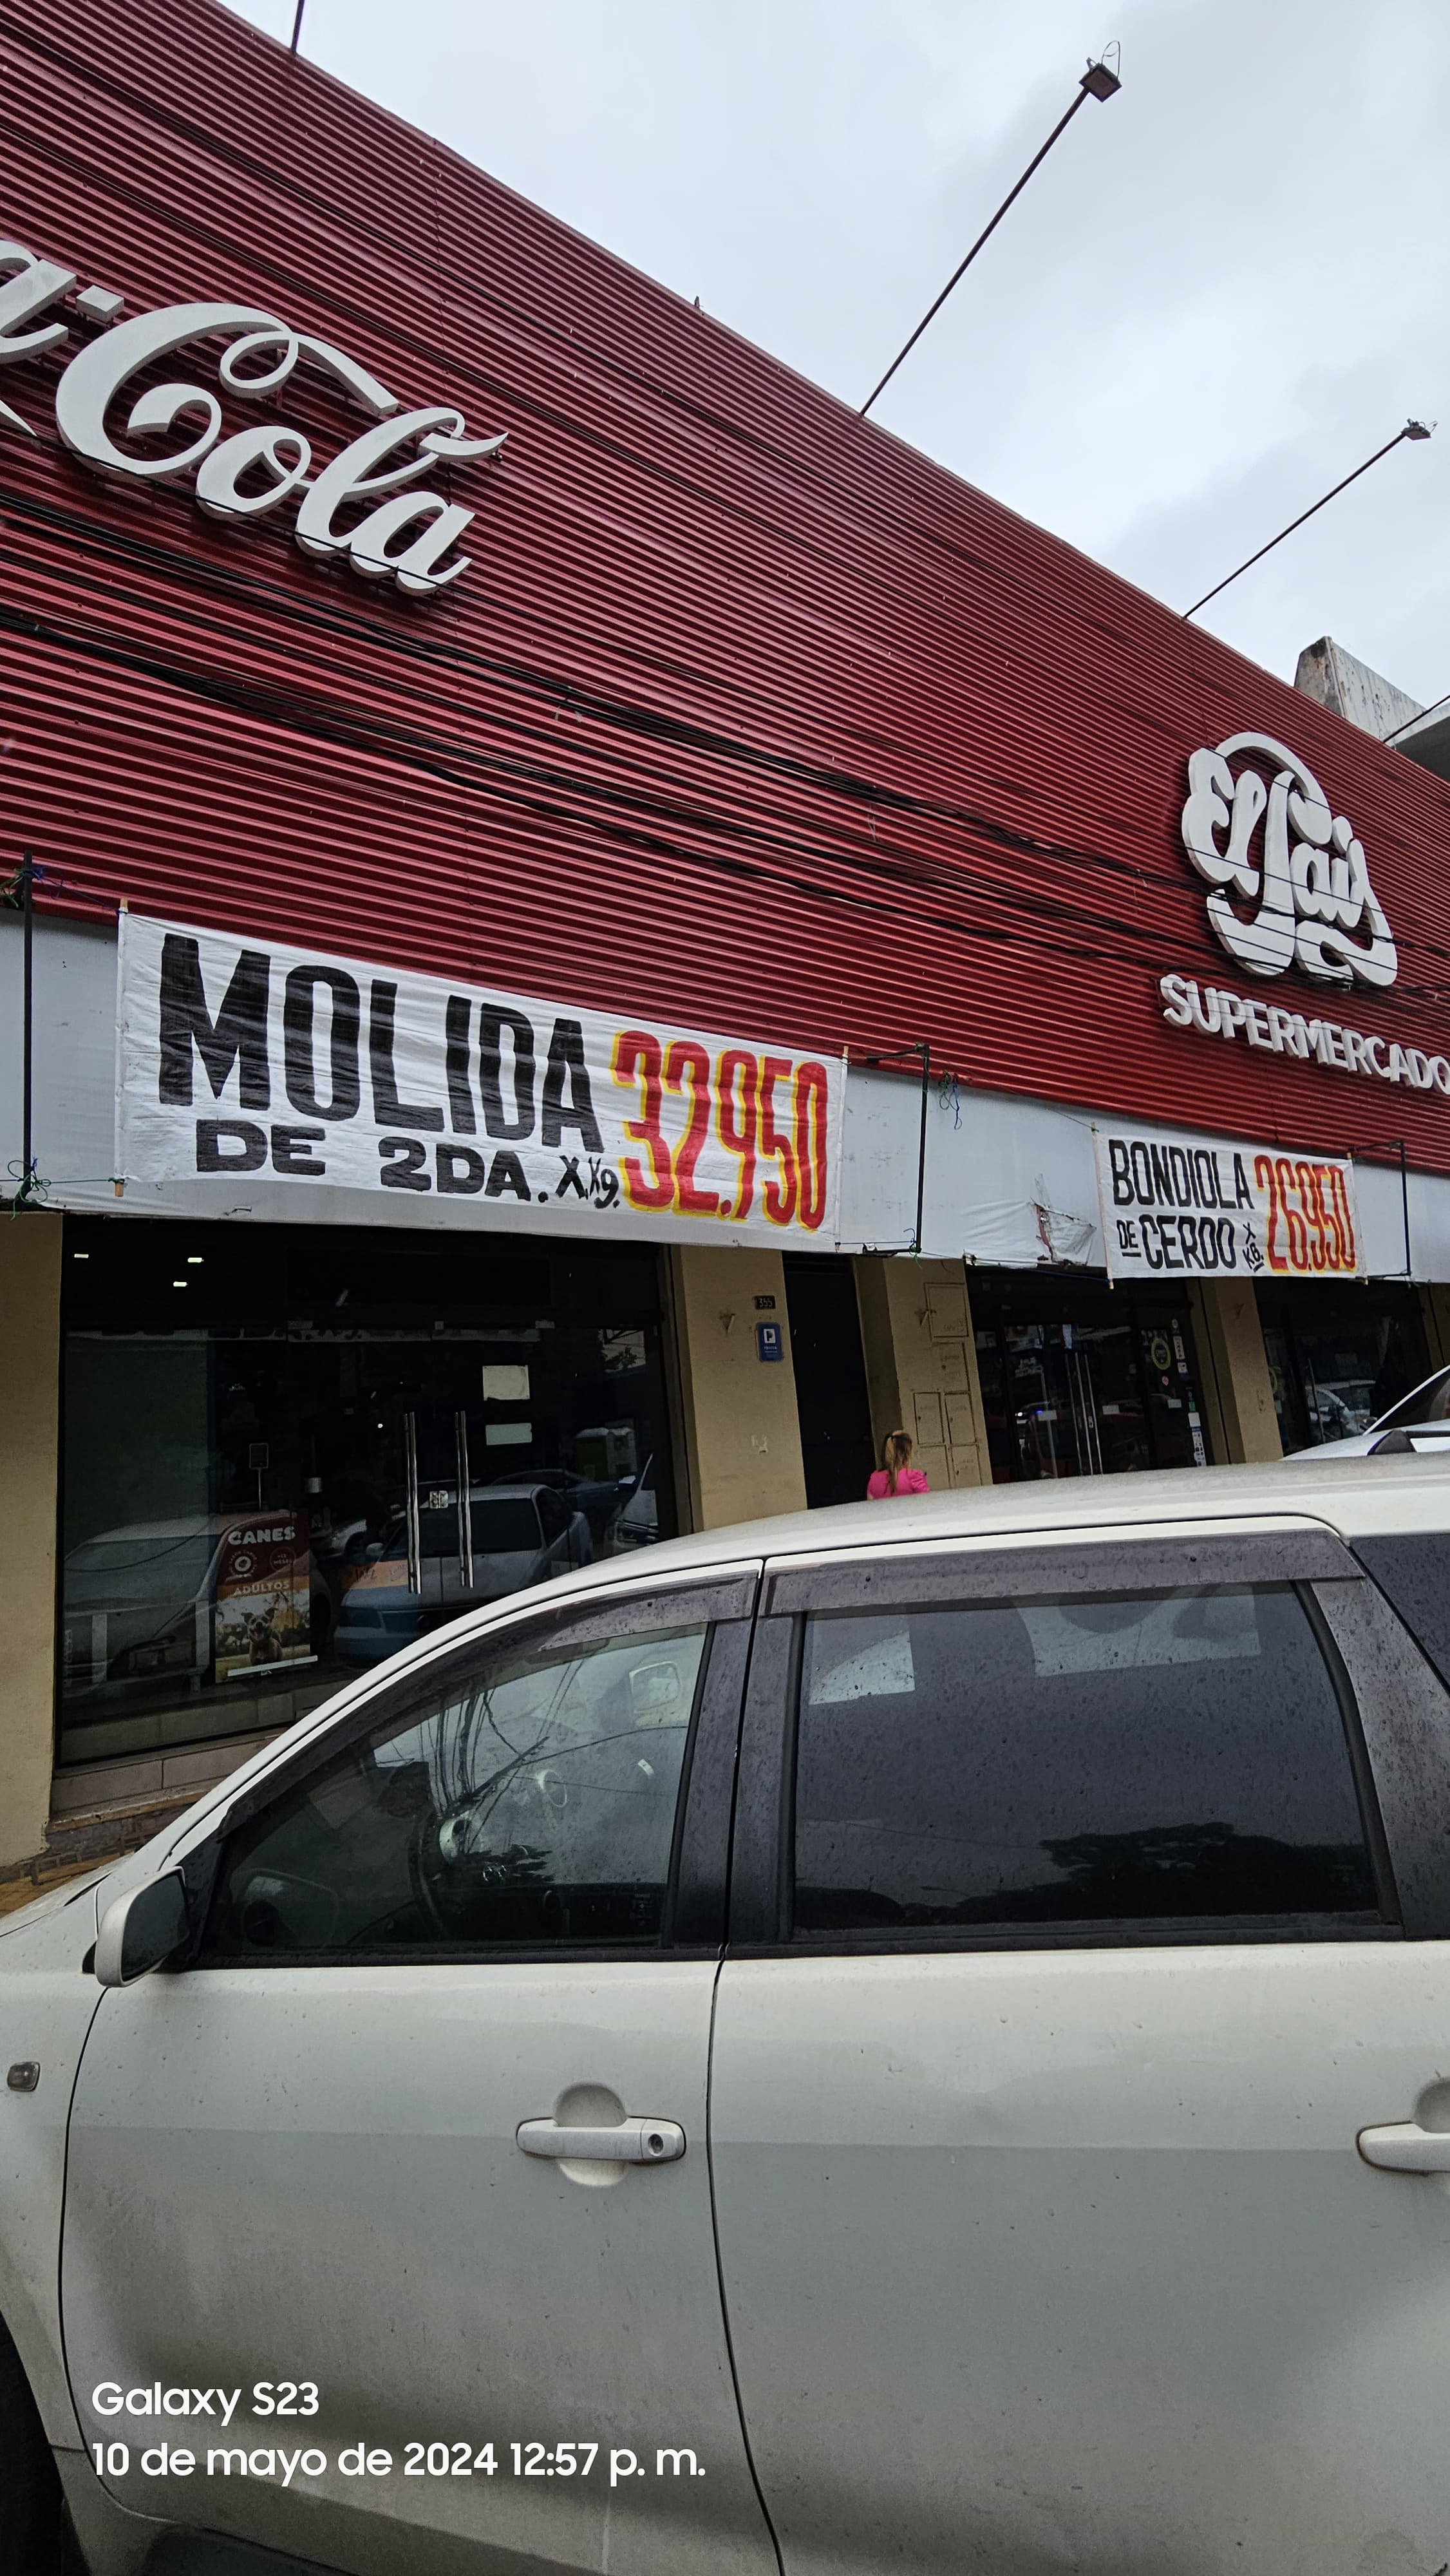 a-Cola
El País
SUPERMERCADO
MOLIDA
DE 2DA. X Kg. 32.950
BONDIOLA
DE CERDO X KG. 26.950
355
CANES
ADULTOS
Galaxy S23
10 de mayo de 2024 12:57 p. m.